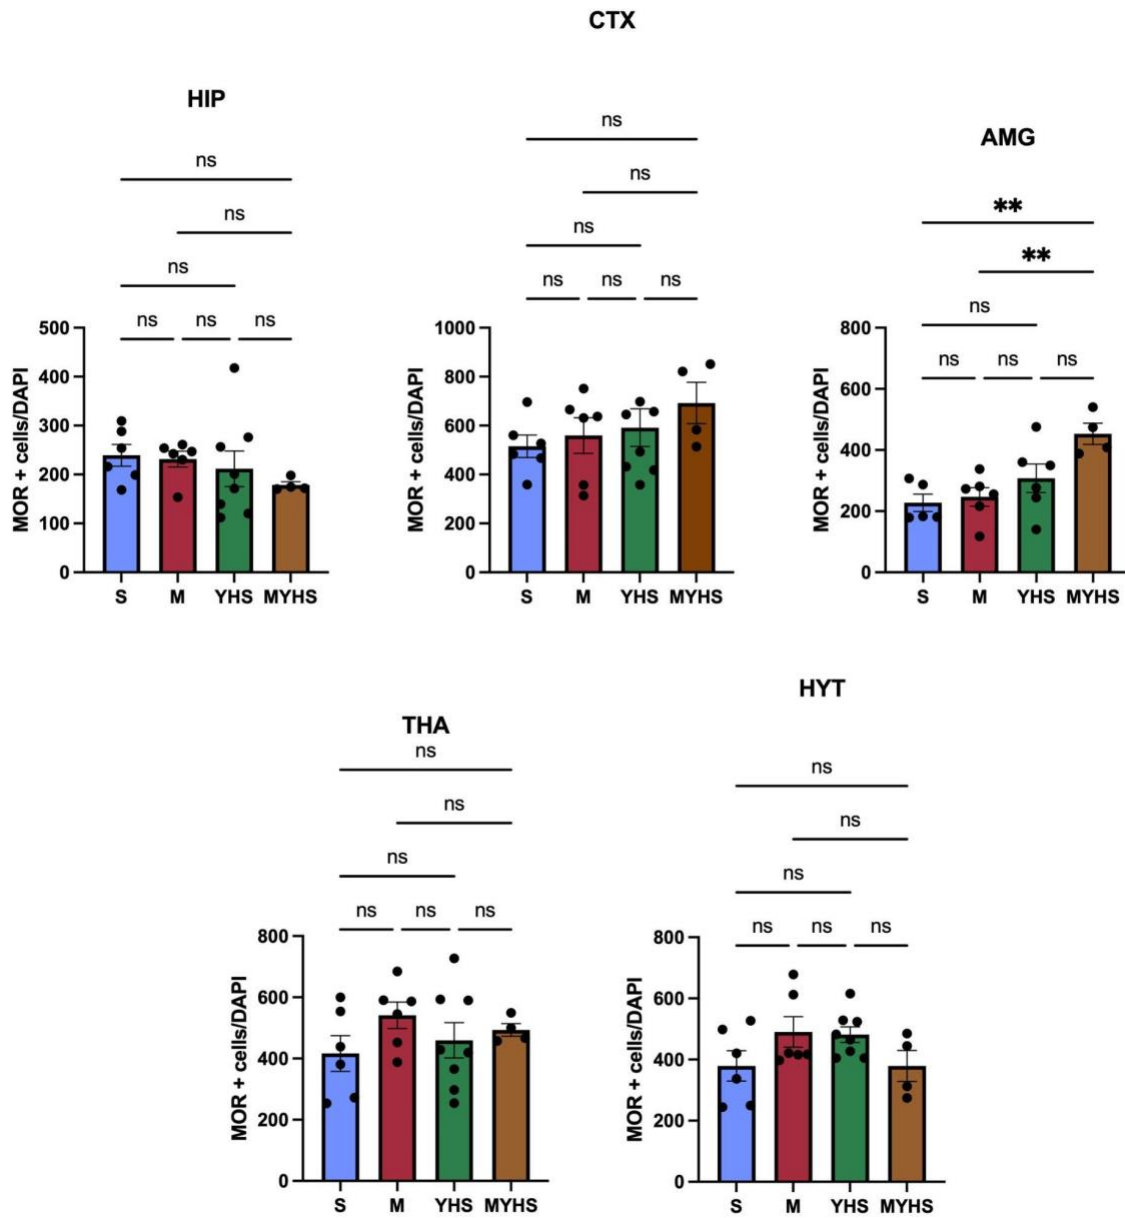 CTX
HIP
ns
ns
ns
ns ns ns
500
400
300
200
100
0
MOR + cells/DAPI
S M YHS MYHS
ns
ns
ns
ns ns ns
1000
800
600
400
200
0
MOR + cells/DAPI
S M YHS MYHS
AMG
**
**
ns
ns ns ns
800
600
400
200
0
MOR + cells/DAPI
S M YHS MYHS
THA
ns
ns
ns
ns ns ns
800
600
400
200
0
MOR + cells/DAPI
S M YHS MYHS
HYT
ns
ns
ns
ns ns ns
800
600
400
200
0
MOR + cells/DAPI
S M YHS MYHS